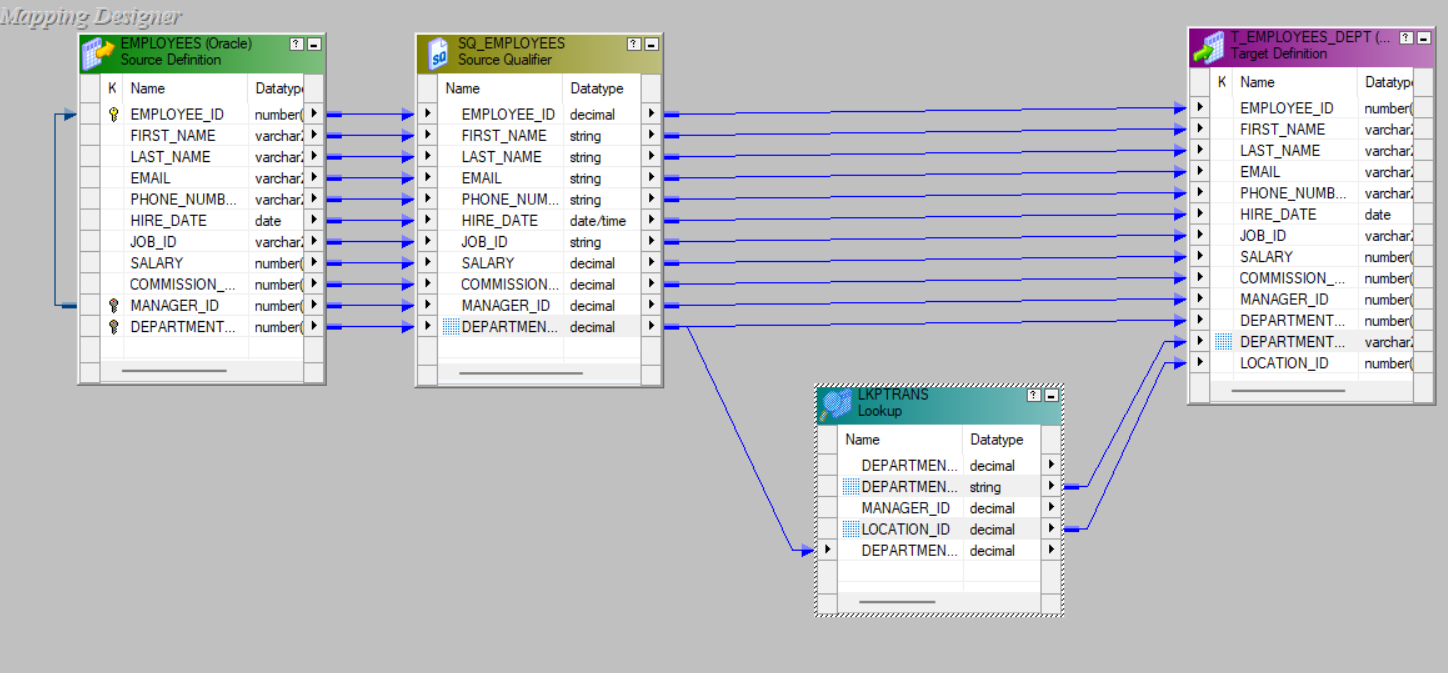 Mapping Designer
EMPLOYEES (Oracle)
Source Definition
K Name Datatyp
EMPLOYEE_ID number(
FIRST_NAME varchar2
LAST_NAME varchar2
EMAIL varchar2
PHONE_NUMB... varchar2
HIRE_DATE date
JOB_ID varchar2
SALARY number(
COMMISSION_... number(
MANAGER_ID number(
DEPARTMENT... number(
SQ_EMPLOYEES
Source Qualifier
Name Datatype
EMPLOYEE_ID decimal
FIRST_NAME string
LAST_NAME string
EMAIL string
PHONE_NUM... string
HIRE_DATE date/time
JOB_ID string
SALARY decimal
COMMISSION... decimal
MANAGER_ID decimal
DEPARTMEN... decimal
LKPTRANS
Lookup
Name Datatype
DEPARTMEN... decimal
DEPARTMEN... string
MANAGER_ID decimal
LOCATION_ID decimal
DEPARTMEN... decimal
T_EMPLOYEES_DEPT (...
Target Definition
K Name Datatyp
EMPLOYEE_ID number(
FIRST_NAME varchar2
LAST_NAME varchar2
EMAIL varchar2
PHONE_NUMB... varchar2
HIRE_DATE date
JOB_ID varchar2
SALARY number(
COMMISSION_... number(
MANAGER_ID number(
DEPARTMENT... number(
DEPARTMENT... varchar2
LOCATION_ID number(